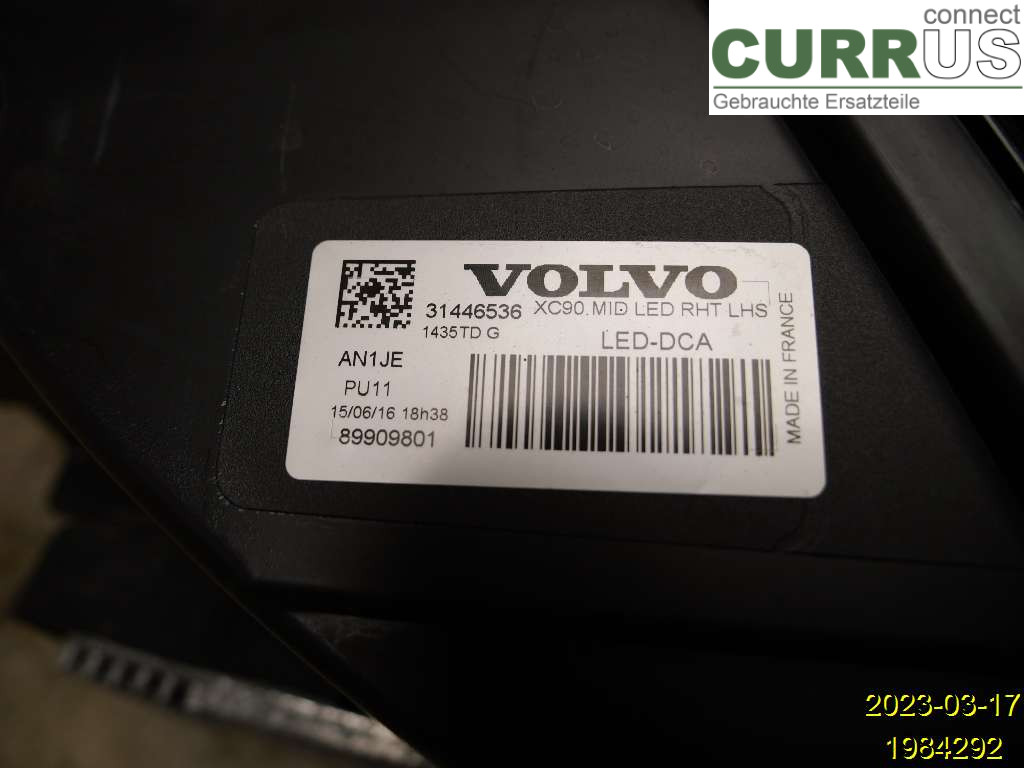 connect
CURRUS
Gebrauchte Ersatzteile
VOLVO
31446536 XC90.MID LED RHT LHS
1435TD G
LED-DCA
AN1JE
PU11
15/06/16 18h38
89909801
MADE IN FRANCE
2023-03-17
1984292